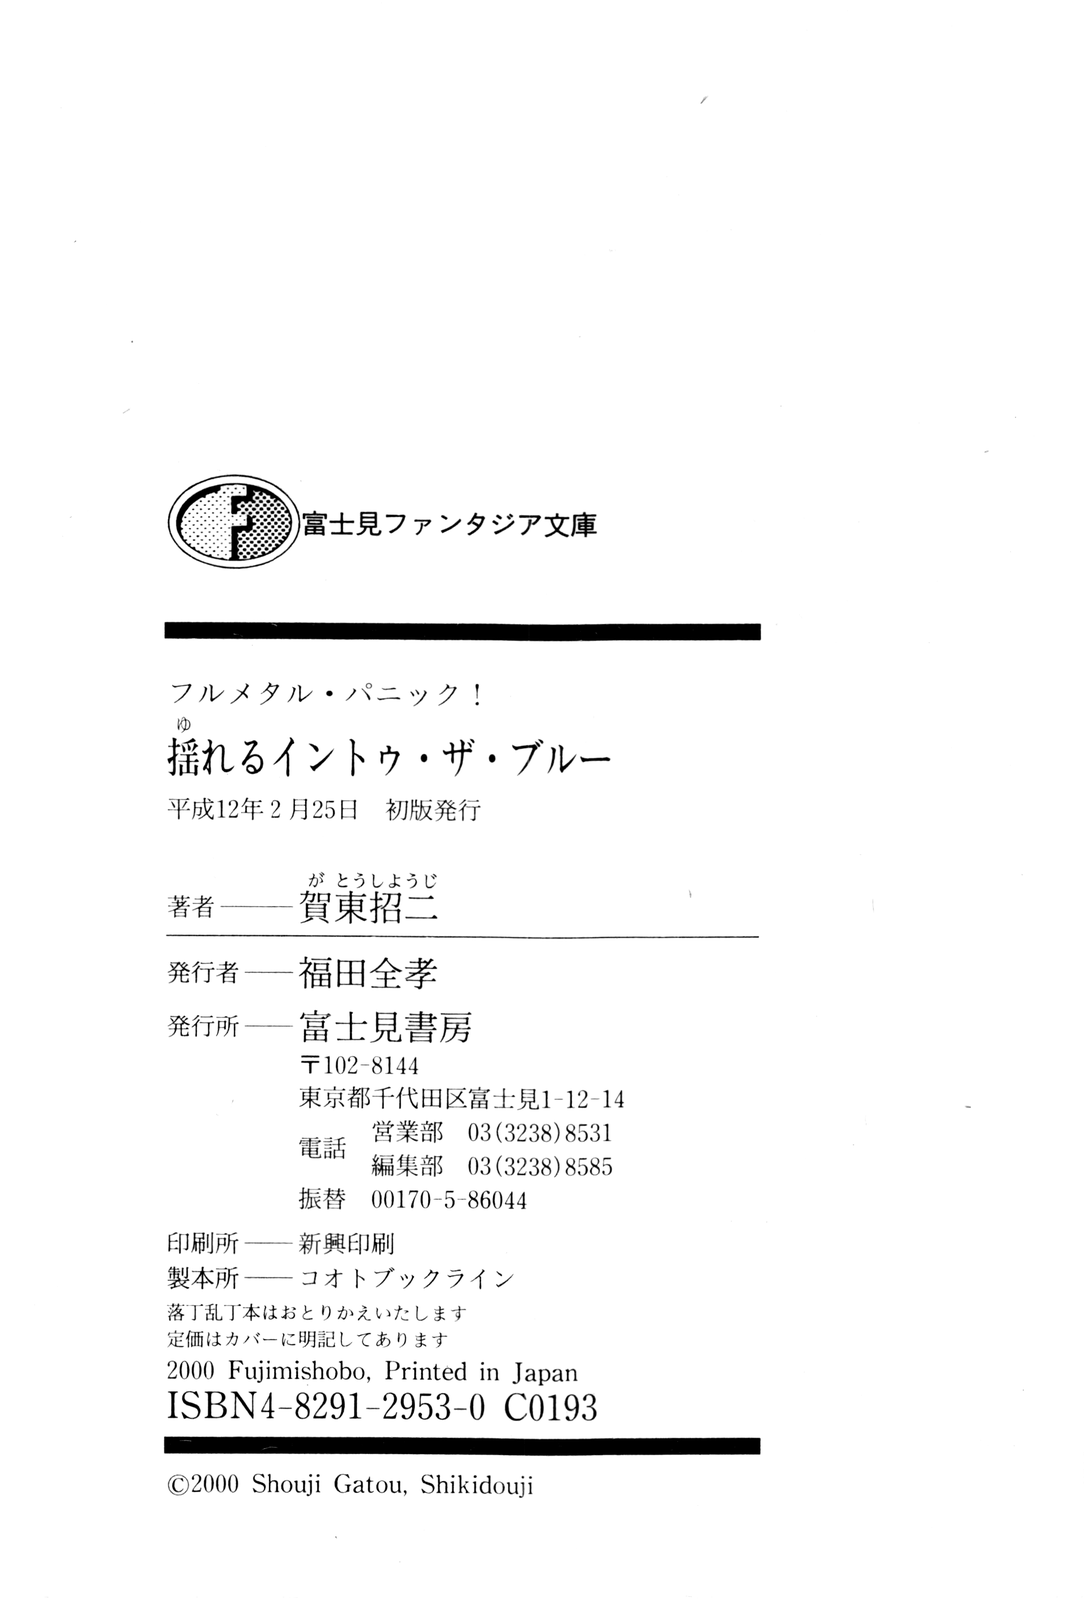 富士見ファンタジア文庫
フルメタル・パニック!
ゆ
揺れるイントゥ・ザ・ブルー
平成12年2月25日 初版発行
が とうしようじ
著者――賀東招二
発行者――福田全孝
発行所――富士見書房
〒102-8144
東京都千代田区富士見1-12-14
電話 営業部 03(3238)8531
編集部 03(3238)8585
振替 00170-5-86044
印刷所――新興印刷
製本所――コオトブックライン
落丁乱丁本はおとりかえいたします
定価はカバーに明記してあります
2000 Fujimishobo, Printed in Japan
ISBN4-8291-2953-0 C0193
©2000 Shouji Gatou, Shikidouji